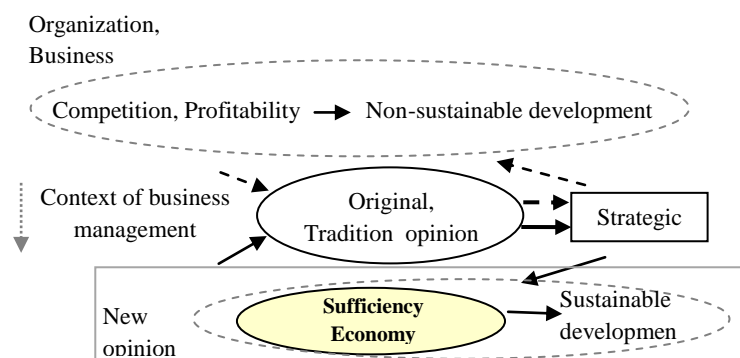 Organization,
Business
Competition, Profitability
Non-sustainable development
Context of business
management
Original,
Tradition opinion
Strategic
New
opinion
Sufficiency
Economy
Sustainable
developmen